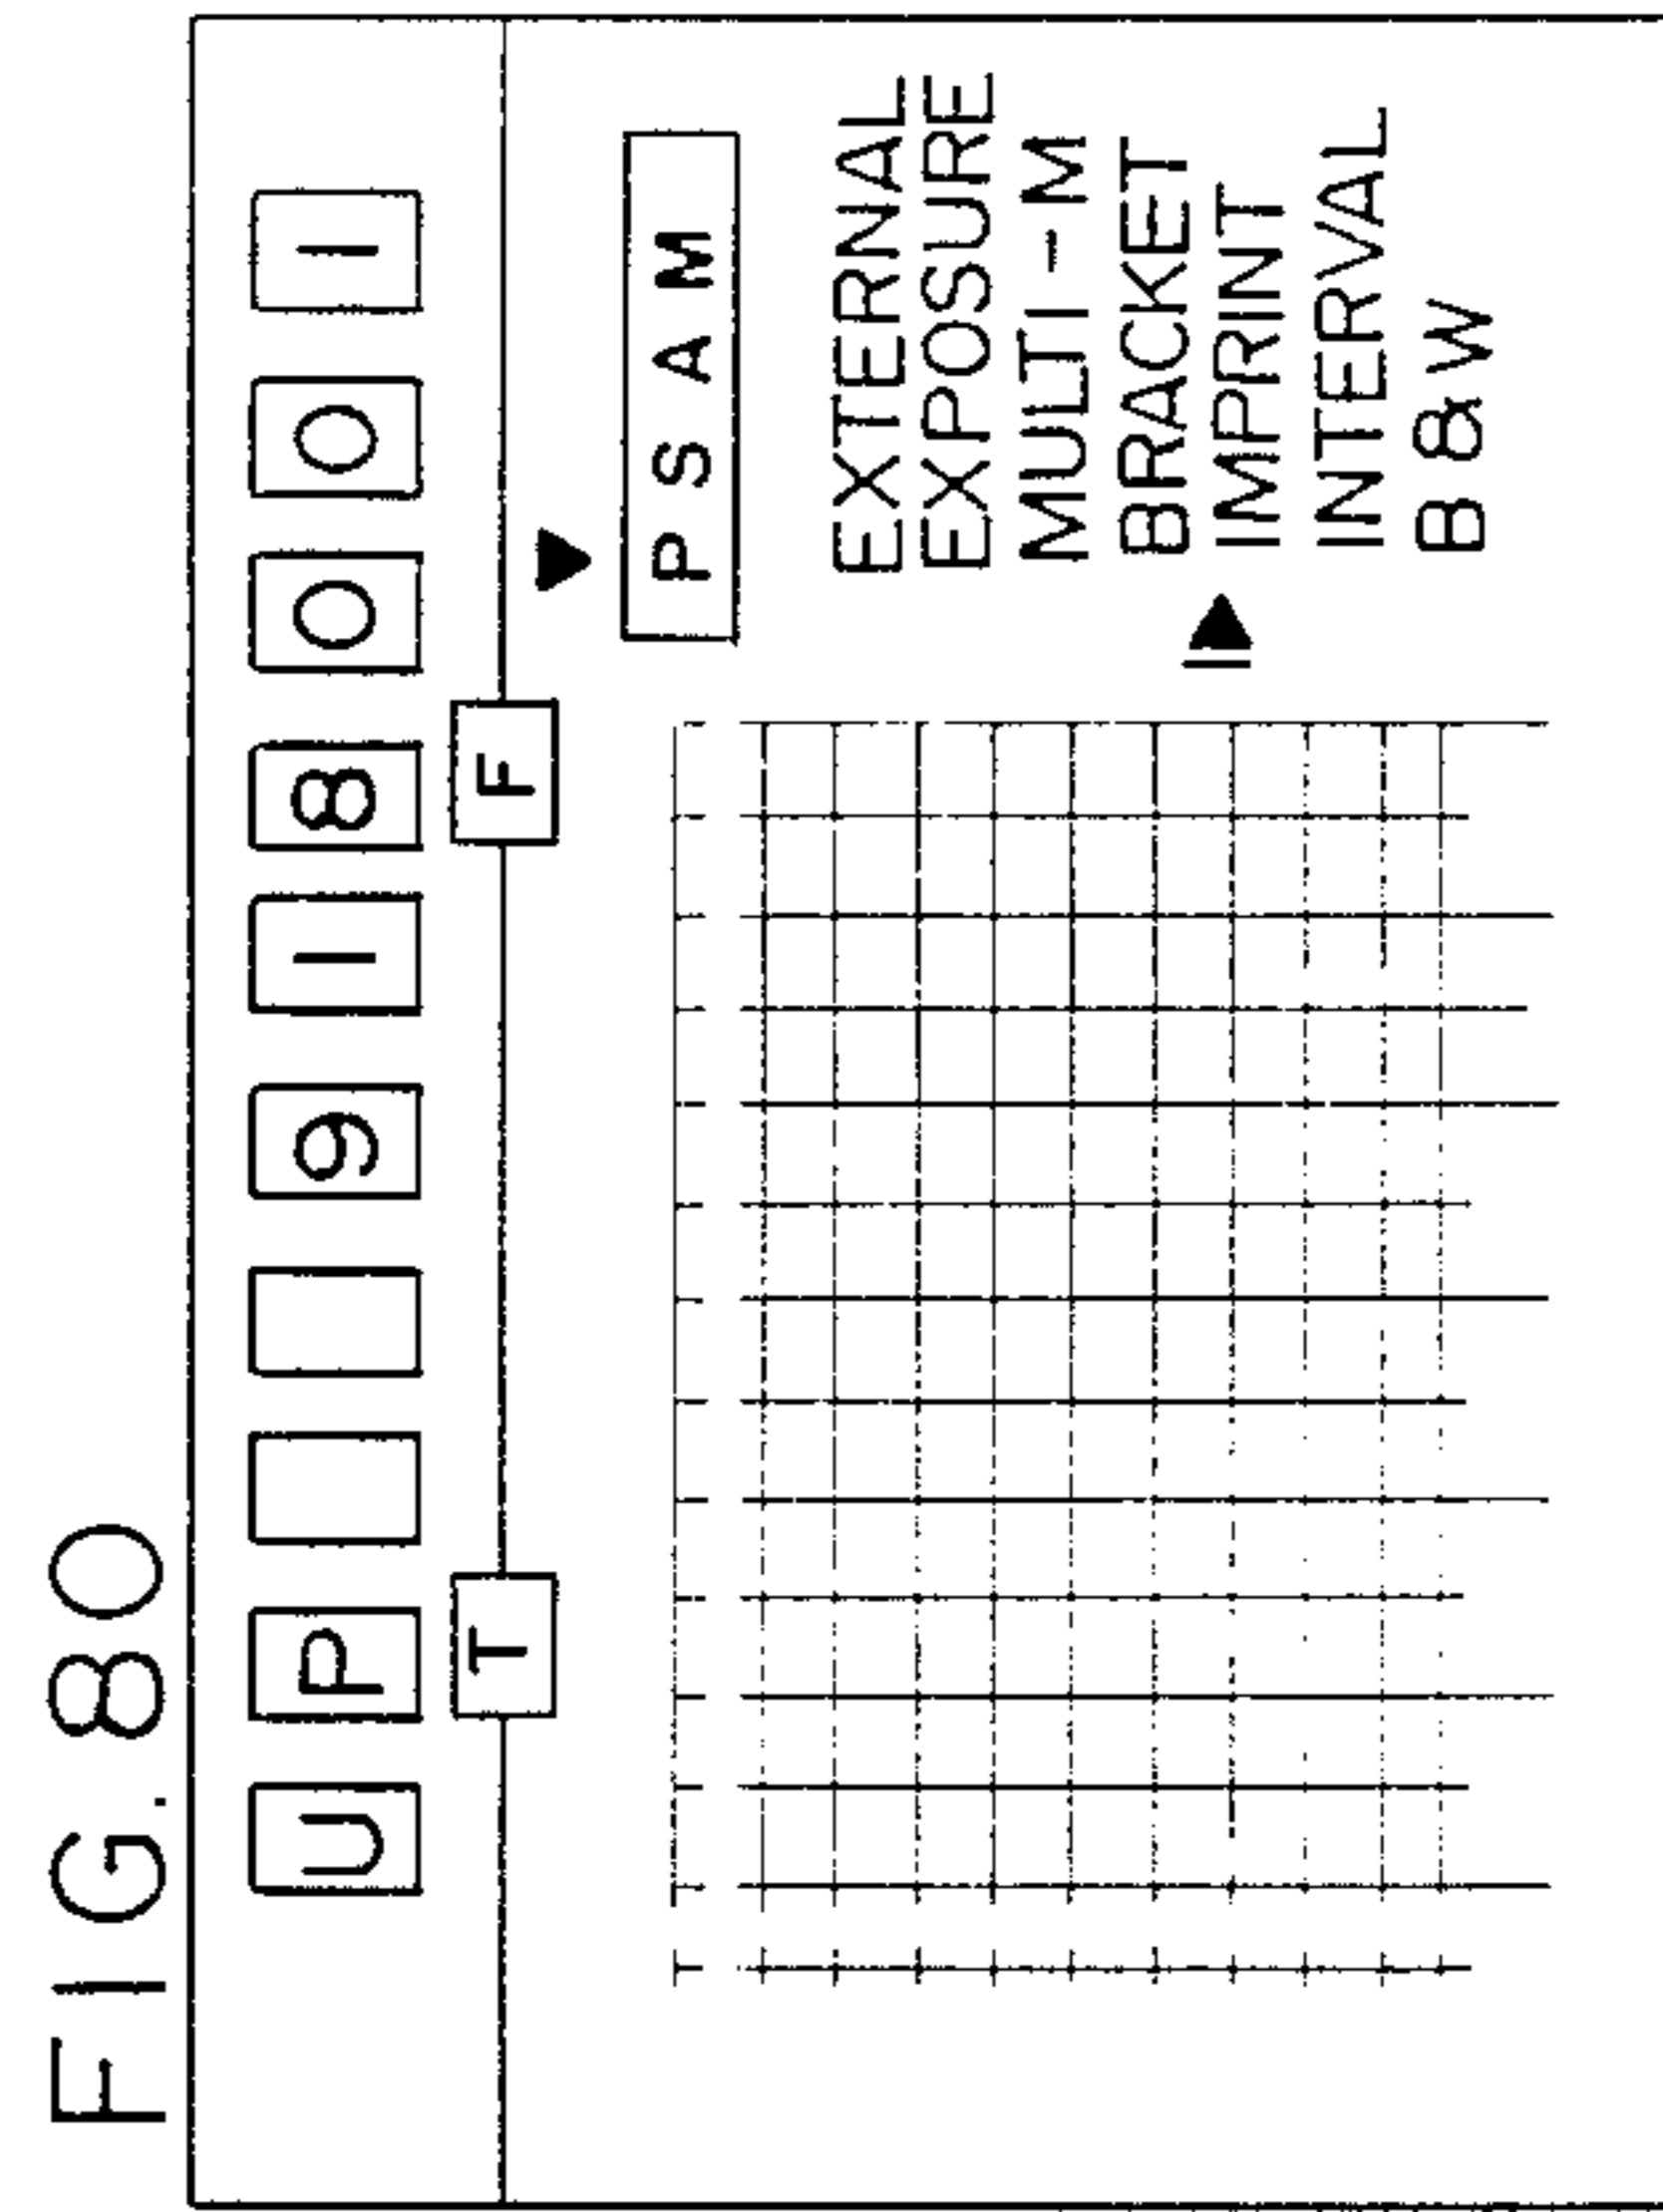 FIG. 80
U P 9 1 8 0 0 1
T F
P S A M
EXTERNAL
EXPOSURE
MULTI-M
BRACKET
IMPRINT
INTERVAL
B & W